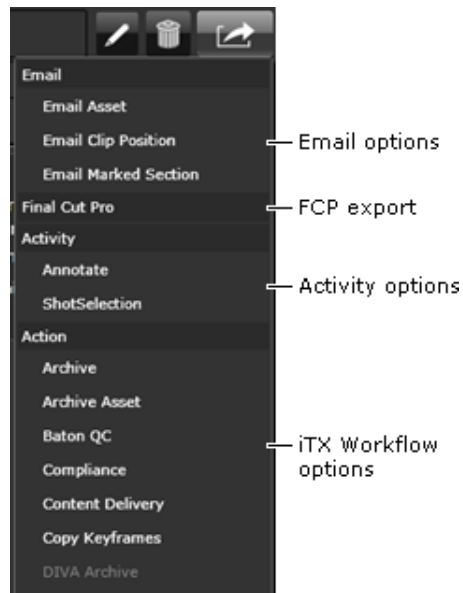 Email
Email Asset
Email Clip Position
Email Marked Section
Email options
Final Cut Pro
FCP export
Activity
Annotate
ShotSelection
Activity options
Action
Archive
Archive Asset
Baton QC
Compliance
Content Delivery
Copy Keyframes
DIVA Archive
iTX Workflow
options